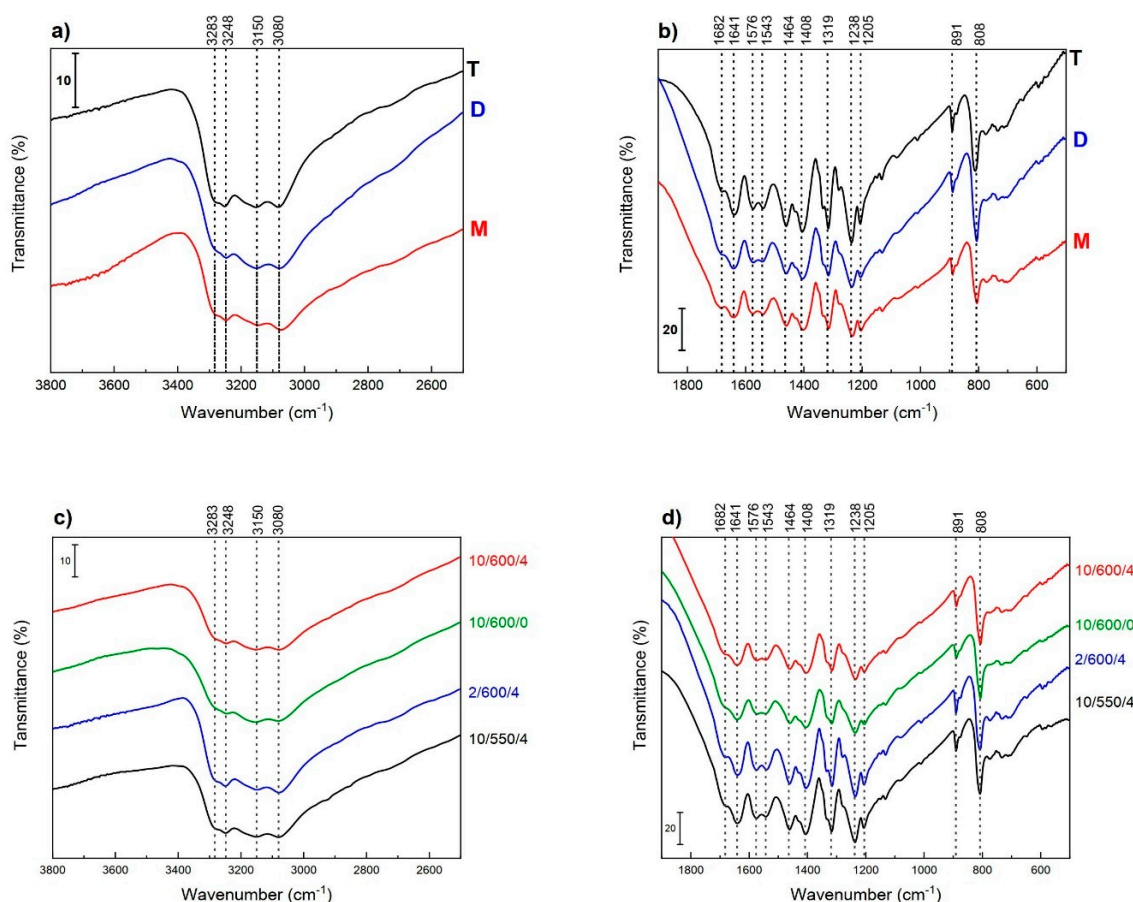 a)
3283
3248
3150
3080
10
T
D
M
Transmittance (%)
3800 3600 3400 3200 3000 2800 2600
Wavenumber (cm-1)
b)
1682
1641
1576
1543
1464
1408
1319
1238
1205
891
808
T
D
M
20
Transmittance (%)
1800 1600 1400 1200 1000 800 600
Wavenumber (cm-1)
c)
3283
3248
3150
3080
10
10/600/4
10/600/0
2/600/4
10/550/4
Tansmittance (%)
3800 3600 3400 3200 3000 2800 2600
Wavenumber (cm-1)
d)
1682
1641
1576
1543
1464
1408
1319
1238
1205
891
808
10/600/4
10/600/0
2/600/4
10/550/4
20
Tansmittance (%)
1800 1600 1400 1200 1000 800 600
Wavenumber (cm-1)